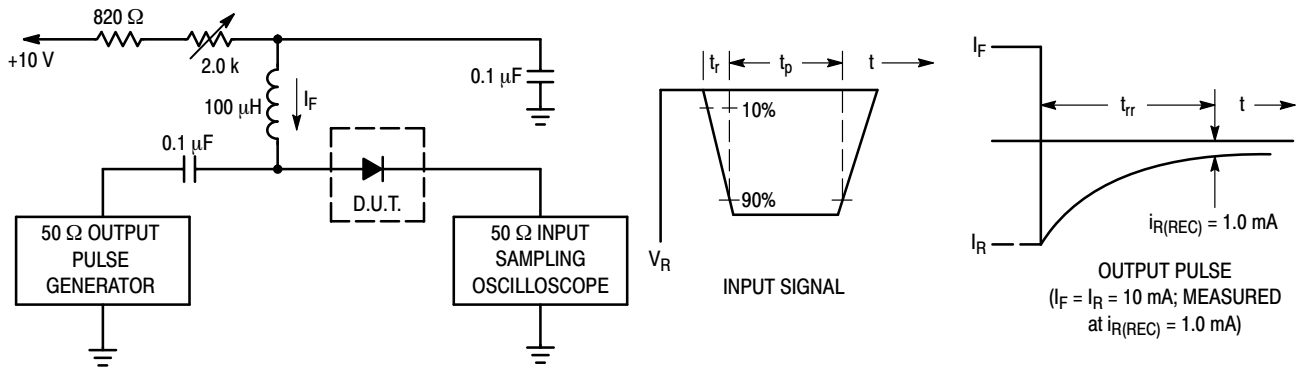 820 Ω
+10 V
2.0 k
100 μH
I_F
0.1 μF
0.1 μF
D.U.T.
50 Ω OUTPUT
PULSE
GENERATOR
50 Ω INPUT
SAMPLING
OSCILLOSCOPE
t_r
t_p
t
10%
90%
V_R
INPUT SIGNAL
I_F
t_rr
t
I_R
i_R(REC) = 1.0 mA
OUTPUT PULSE
(I_F = I_R = 10 mA; MEASURED
at i_R(REC) = 1.0 mA)